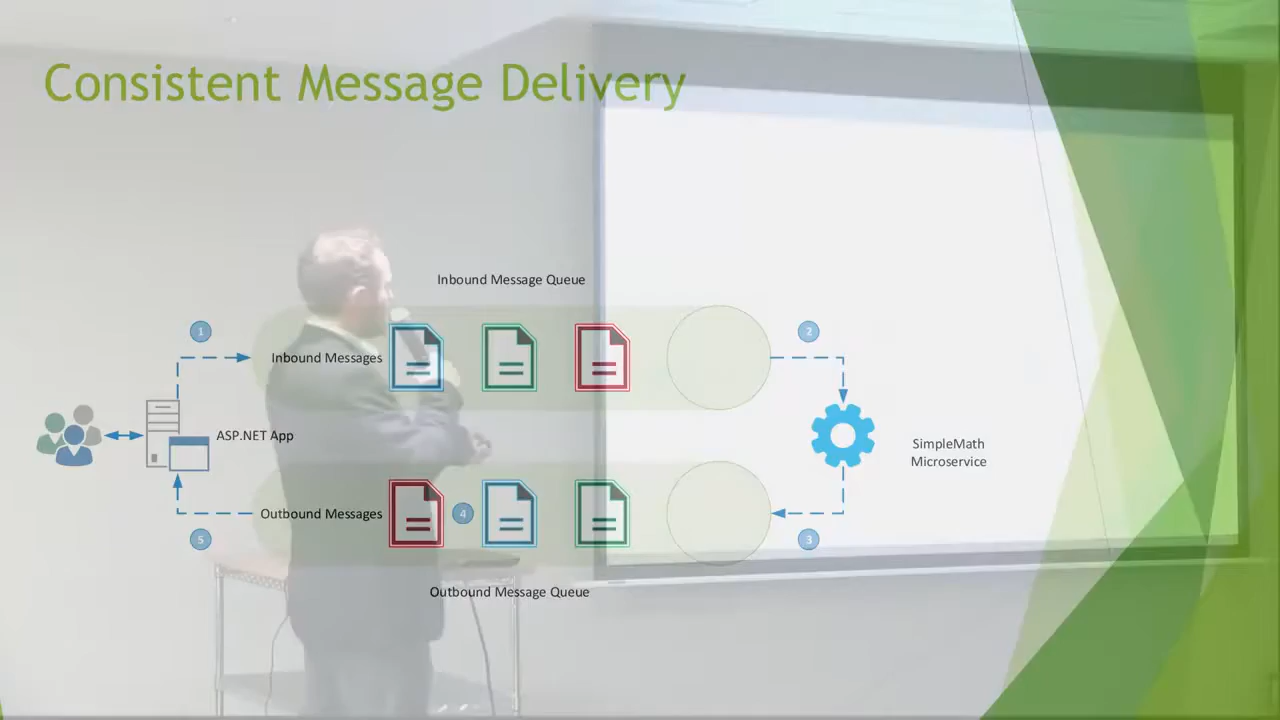 Consistent Message Delivery
Inbound Message Queue
1
2
Inbound Messages
ASP.NET App
SimpleMath
Microservice
Outbound Messages
4
5
3
Outbound Message Queue